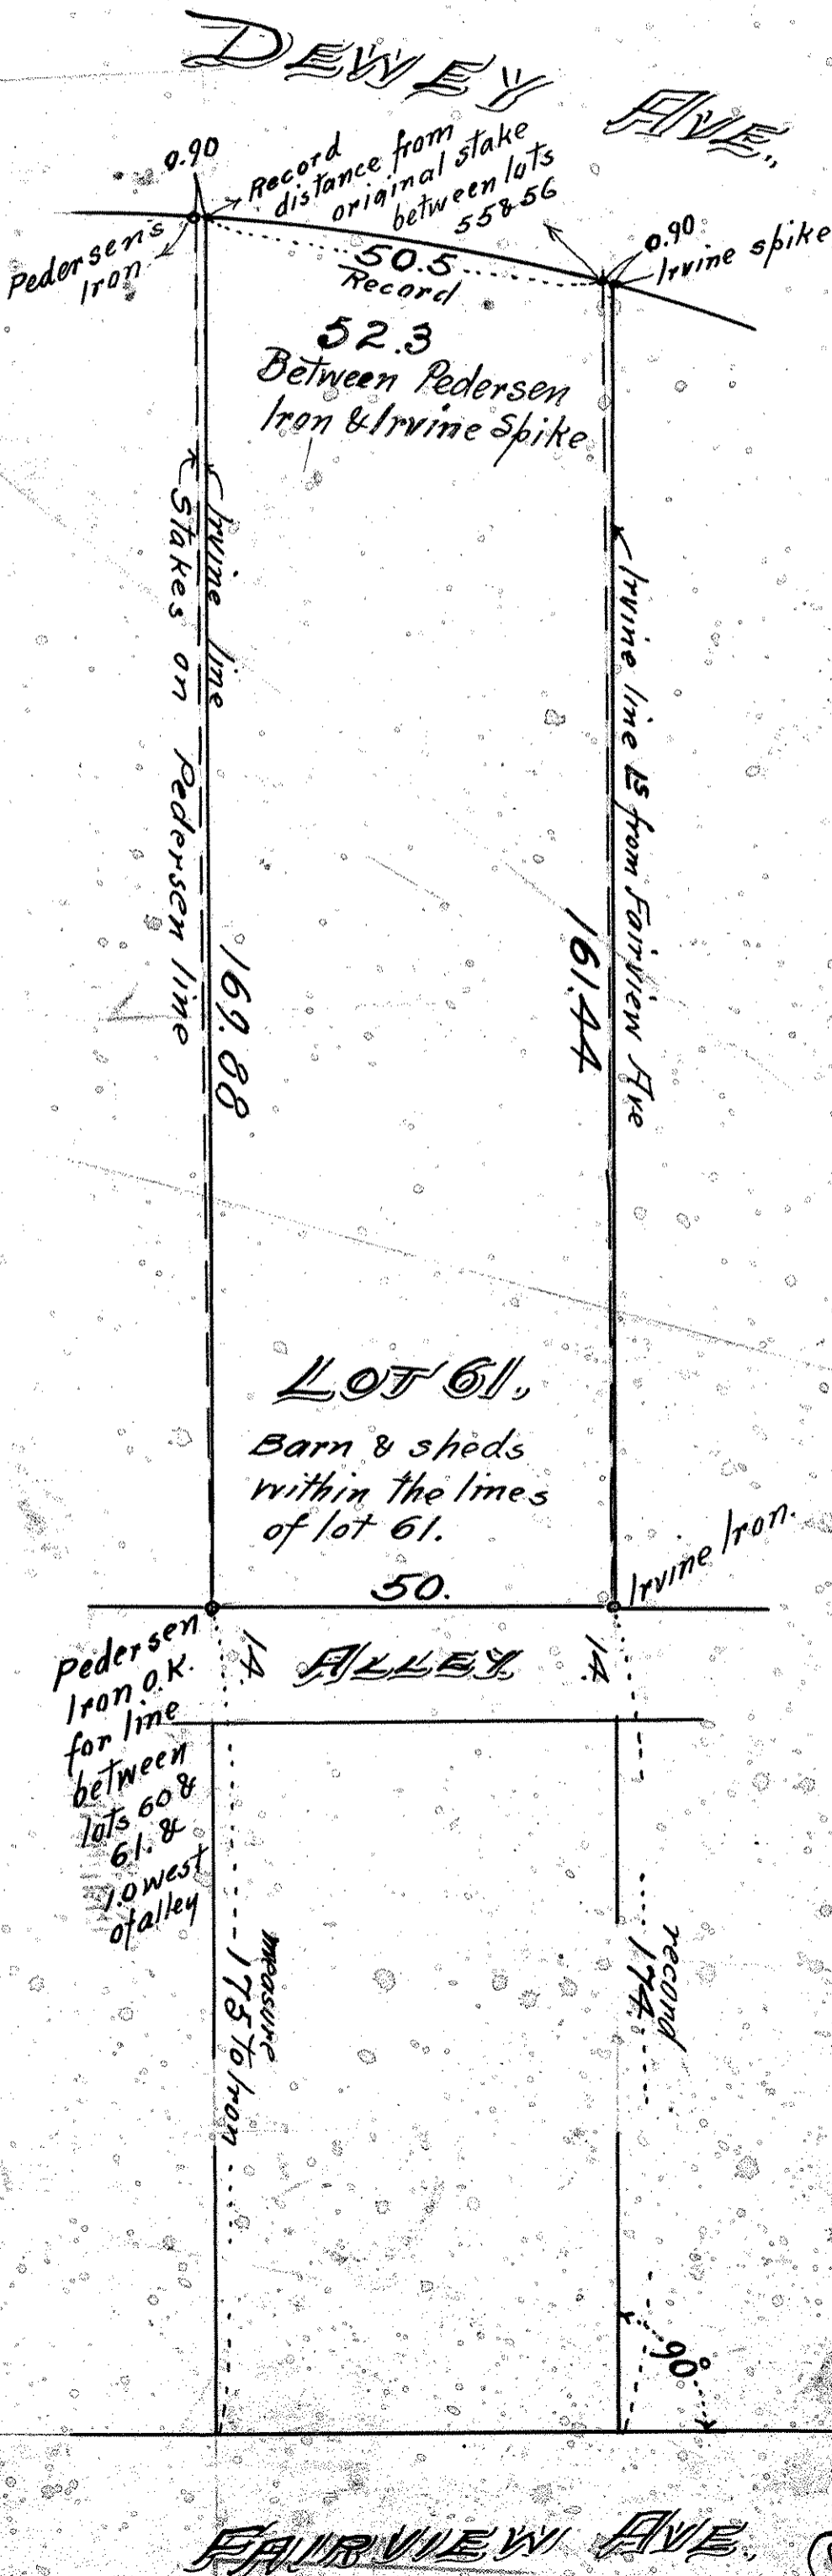 DEWEY AVE.
0.90
Record
distance from
original stake
between lots
55 & 56
0.90
Irvine spike
Pedersen's
Iron
50.5
Record
52.3
Between Pedersen
Iron & Irvine Spike
Irvine line
Stakes on Pedersen line
169.88
161.44
Irvine line is from Fairview Ave
LOT 61.
Barn & sheds
within the lines
of lot 61.
50.
Irvine Iron.
Pedersen
Iron O.K.
for line
between
lots 60 &
61. &
1.0 west
of alley
14.
ALLEY.
14.
measure
175 to Iron
record
174
90°
FAIRVIEW AVE.